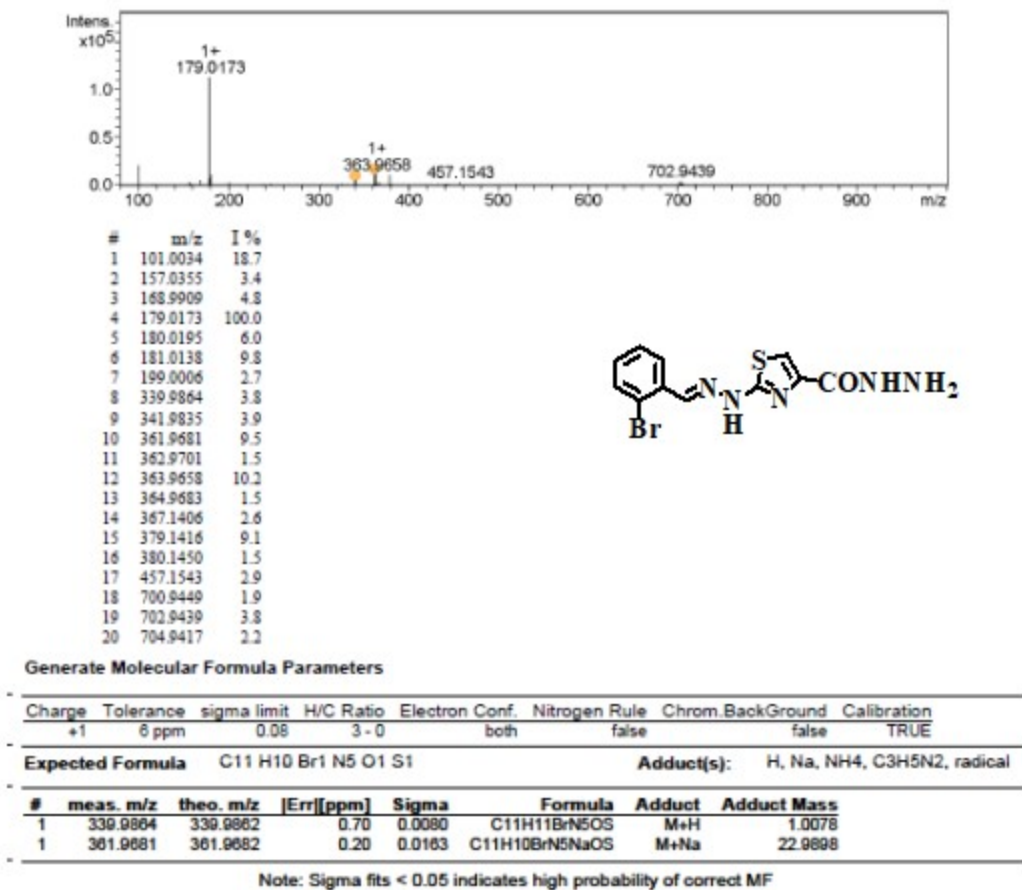 Intens.
x10⁵
1+
179.0173
1.0
0.5
1+
363.9658
457.1543
702.9439
0.0
100 200 300 400 500 600 700 800 900 m/z
# m/z I %
1 101.0034 18.7
2 157.0355 3.4
3 168.9909 4.8
4 179.0173 100.0
5 180.0195 6.0
6 181.0138 9.8
7 199.0006 2.7
8 339.9864 3.8
9 341.9835 3.9
10 361.9681 9.5
11 362.9701 1.5
12 363.9658 10.2
13 364.9683 1.5
14 367.1406 2.6
15 379.1416 9.1
16 380.1450 1.5
17 457.1543 2.9
18 700.9449 1.9
19 702.9439 3.8
20 704.9417 2.2
S
N
N
N
CONHNH₂
H
Br
Generate Molecular Formula Parameters
Charge Tolerance sigma limit H/C Ratio Electron Conf. Nitrogen Rule Chrom.BackGround Calibration
+1 6 ppm 0.08 3 - 0 both false false TRUE
Expected Formula C11 H10 Br1 N5 O1 S1 Adduct(s): H, Na, NH4, C3H5N2, radical
# meas. m/z theo. m/z |Err|[ppm] Sigma Formula Adduct Adduct Mass
1 339.9864 339.9862 0.70 0.0080 C11H11BrN5OS M+H 1.0078
1 361.9681 361.9682 0.20 0.0163 C11H10BrN5NaOS M+Na 22.9898
Note: Sigma fits < 0.05 indicates high probability of correct MF